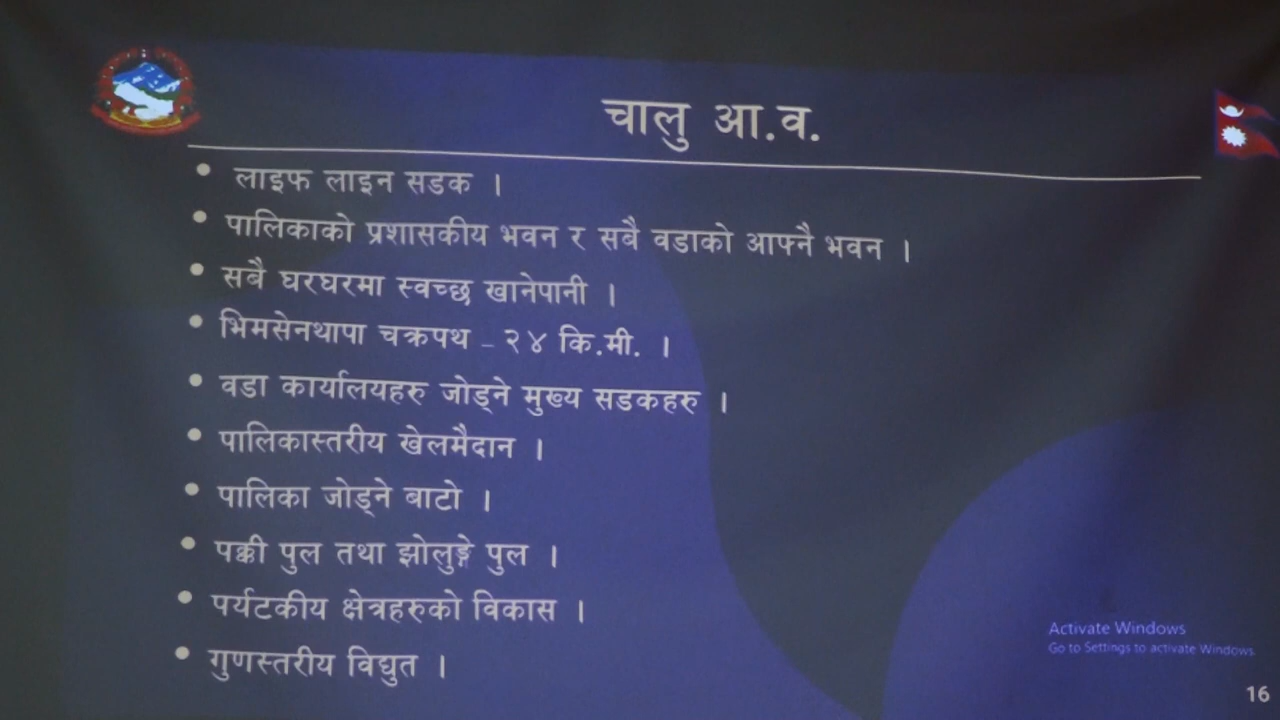 चालु आ.व.
• लाइफ लाइन सडक ।
• पालिकाको प्रशासकीय भवन र सबै वडाको आफ्नै भवन ।
• सबै घरघरमा स्वच्छ खानेपानी ।
• भिमसेनथापा चक्रपथ – २४ कि.मी. ।
• वडा कार्यालयहरु जोड्ने मुख्य सडकहरु ।
• पालिकास्तरीय खेलमैदान ।
• पालिका जोड्ने बाटो ।
• पक्की पुल तथा झोलुङ्गे पुल ।
• पर्यटकीय क्षेत्रहरुको विकास ।
• गुणस्तरीय विद्युत ।
Activate Windows
Go to Settings to activate Windows.
16